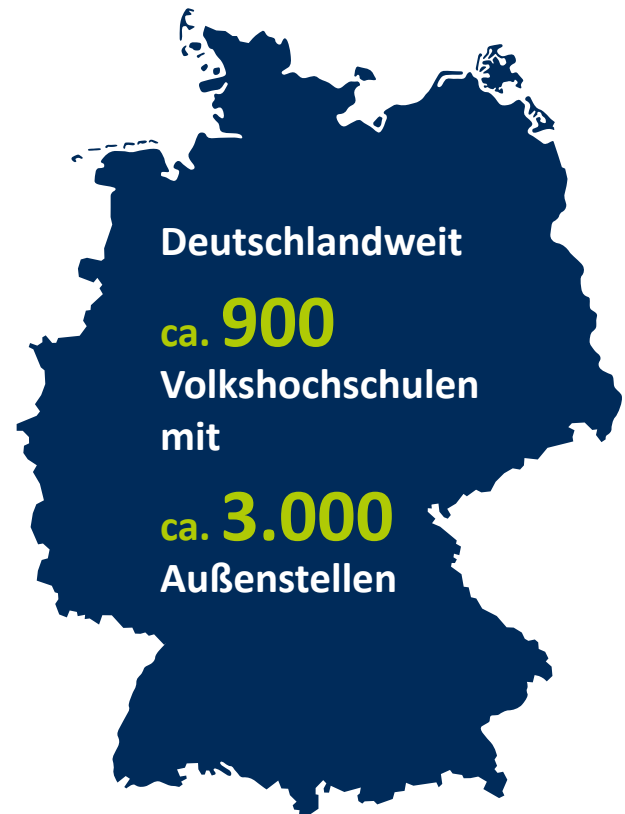 Deutschlandweit
ca. 900
Volkshochschulen
mit
ca. 3.000
Außenstellen